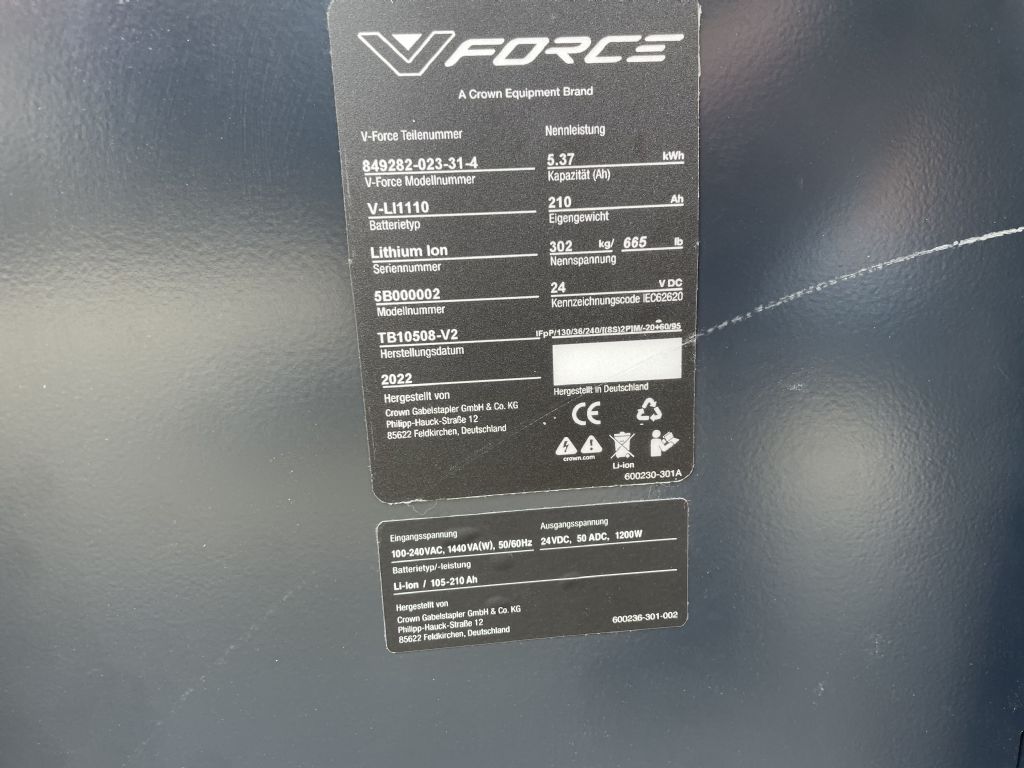 V FORCE
A Crown Equipment Brand
V-Force Teilenummer
849282-023-31-4
V-Force Modellnummer
V-LI1110
Batterietyp
Lithium Ion
Seriennummer
5B000002
Modellnummer
TB10508-V2
Herstellungsdatum
2022
Hergestellt von
Crown Gabelstapler GmbH & Co. KG
Philipp-Hauck-Straße 12
85622 Feldkirchen, Deutschland
Nennleistung
5.37 kWh
Kapazität (Ah)
210 Ah
Eigengewicht
302 kg/ 665 lb
Nennspannung
24 V DC
Kennzeichnungscode IEC62620
IFpP/130/36/240/[(8S)2P]M/-20+60/95
Hergestellt in Deutschland
CE
crown.com
Li-ion
600230-301A
Eingangsspannung
100-240VAC, 1440VA(W), 50/60Hz
Ausgangsspannung
24VDC, 50 ADC, 1200W
Batterietyp/-leistung
Li-Ion / 105-210 Ah
Hergestellt von
Crown Gabelstapler GmbH & Co. KG
Philipp-Hauck-Straße 12
85622 Feldkirchen, Deutschland
600236-301-002